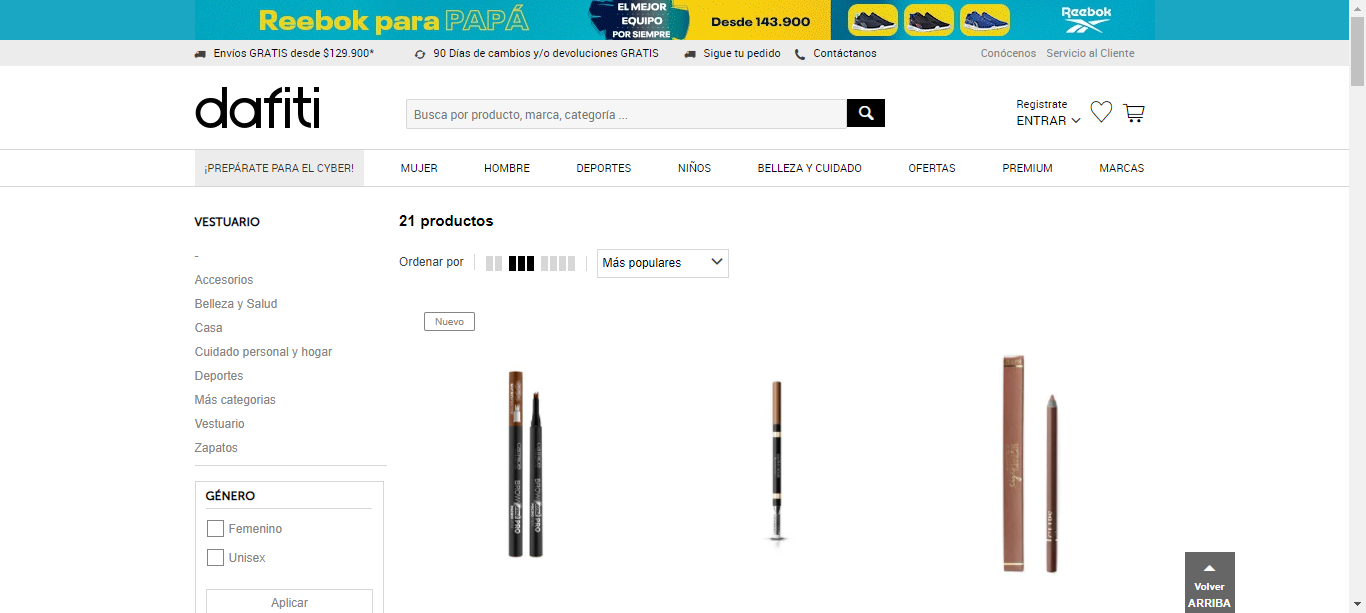 Reebok para PAPÁ
EL MEJOR
EQUIPO
POR SIEMPRE
Desde 143.900
Reebok
Envíos GRATIS desde $129.900*
90 Días de cambios y/o devoluciones GRATIS
Sigue tu pedido
Contáctanos
Conócenos
Servicio al Cliente
dafiti
Busca por producto, marca, categoría ...
Registrate
ENTRAR
¡PREPÁRATE PARA EL CYBER!
MUJER
HOMBRE
DEPORTES
NIÑOS
BELLEZA Y CUIDADO
OFERTAS
PREMIUM
MARCAS
VESTUARIO
-
Accesorios
Belleza y Salud
Casa
Cuidado personal y hogar
Deportes
Más categorias
Vestuario
Zapatos
GÉNERO
Femenino
Unisex
Aplicar
21 productos
Ordenar por
Más populares
Nuevo
BROW
PRO
BROW
PRO
Volver
ARRIBA